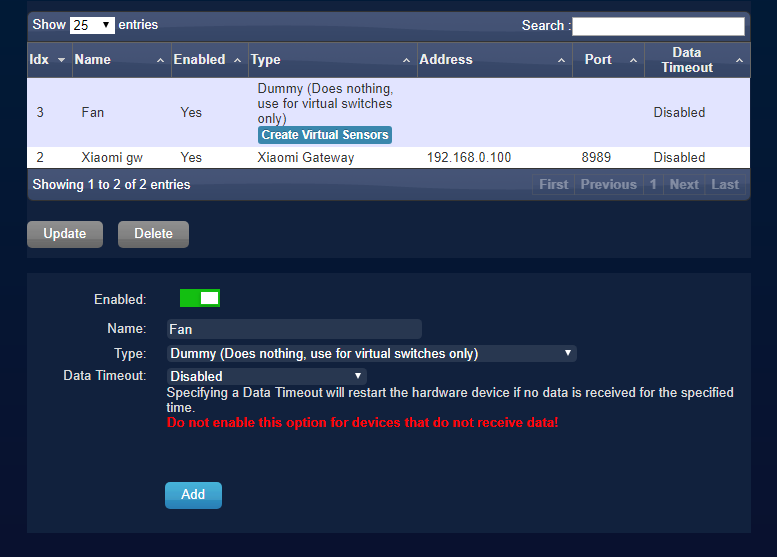 Show 25 entries Search :
Idx Name Enabled Type Address Port Data Timeout
3 Fan Yes Dummy (Does nothing, use for virtual switches only) Disabled
Create Virtual Sensors
2 Xiaomi gw Yes Xiaomi Gateway 192.168.0.100 8989 Disabled
Showing 1 to 2 of 2 entries First Previous 1 Next Last
Update Delete
Enabled:
Name: Fan
Type: Dummy (Does nothing, use for virtual switches only)
Data Timeout: Disabled
Specifying a Data Timeout will restart the hardware device if no data is received for the specified
time.
Do not enable this option for devices that do not receive data!
Add